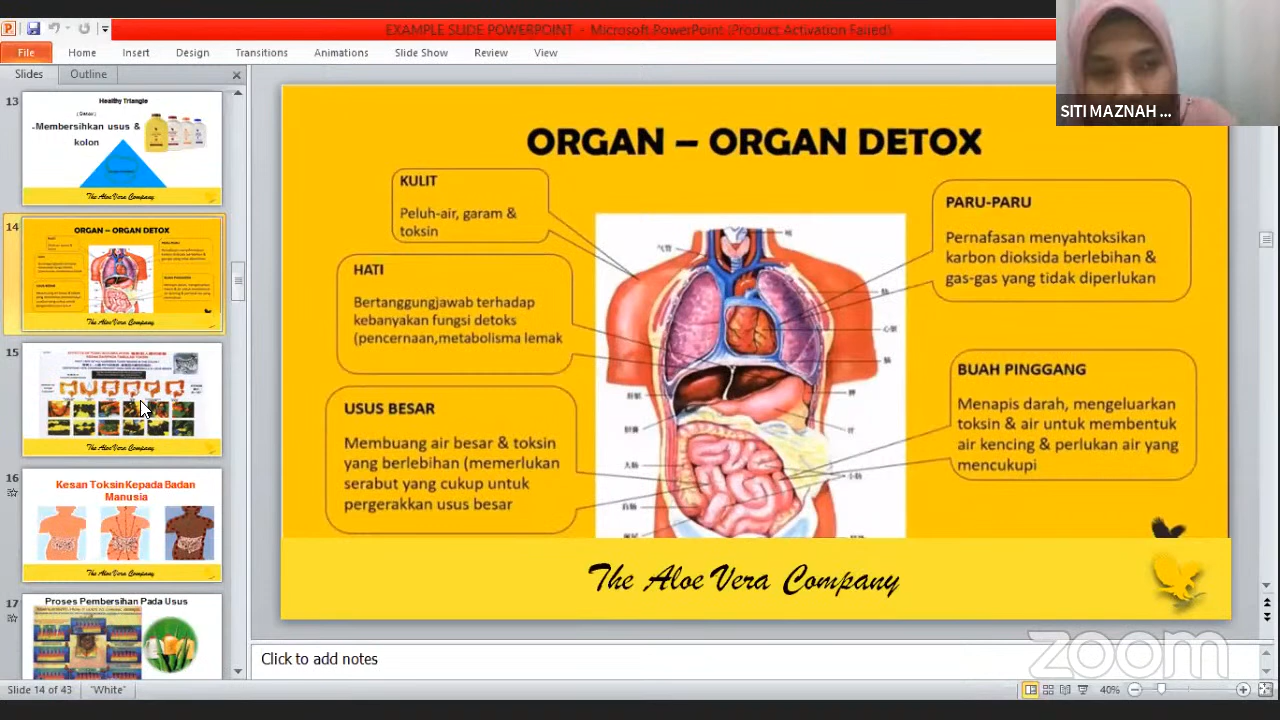 EXAMPLE SLIDE POWERPOINT - Microsoft PowerPoint (Product Activation Failed)
File Home Insert Design Transitions Animations Slide Show Review View
SITI MAZNAH ...
Slides Outline
13
Healthy Triangle
Membersihkan usus &
kolon
The Aloe Vera Company
14
ORGAN – ORGAN DETOX
The Aloe Vera Company
15
The Aloe Vera Company
16
Kesan Toksin Kepada Badan
Manusia
The Aloe Vera Company
17
Proses Pembersihan Pada Usus
ORGAN – ORGAN DETOX
KULIT
Peluh-air, garam &
toksin
HATI
Bertanggungjawab terhadap
kebanyakan fungsi detoks
(pencernaan,metabolisma lemak
USUS BESAR
Membuang air besar & toksin
yang berlebihan (memerlukan
serabut yang cukup untuk
pergerakkan usus besar
PARU-PARU
Pernafasan menyahtoksikan
karbon dioksida berlebihan &
gas-gas yang tidak diperlukan
BUAH PINGGANG
Menapis darah, mengeluarkan
toksin & air untuk membentuk
air kencing & perlukan air yang
mencukupi
气管
小肠
大肠
The Aloe Vera Company
Click to add notes
zoom
Slide 14 of 43 "White" 40%